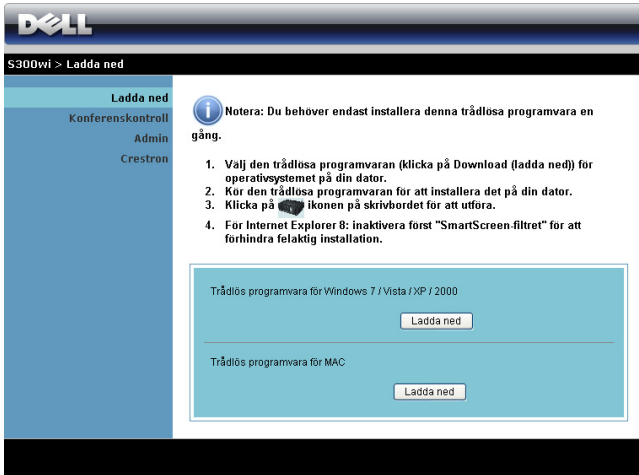 DELL
S300wi > Ladda ned
Ladda ned
Konferenskontroll
Admin
Crestron
Notera: Du behöver endast installera denna trådlösa programvara en
gång.
1. Välj den trådlösa programvaran (klicka på Download (ladda ned)) för
operativsystemet på din dator.
2. Kör den trådlösa programvaran för att installera det på din dator.
3. Klicka på ikonen på skrivbordet för att utföra.
4. För Internet Explorer 8: inaktivera först "SmartScreen-filtret" för att
förhindra felaktig installation.
Trådlös programvara för Windows 7 / Vista / XP / 2000
Ladda ned
Trådlös programvara för MAC
Ladda ned